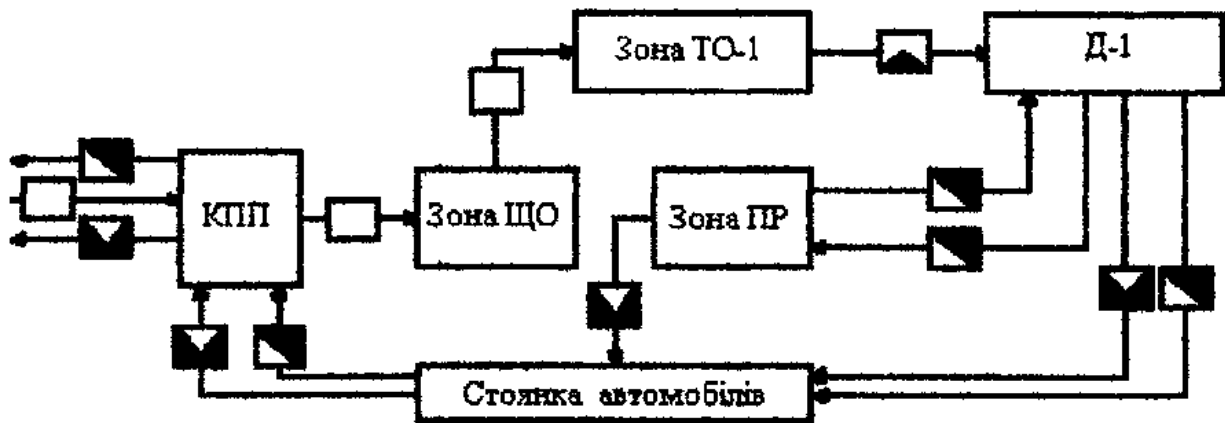 Зона ТО-1
Д-1
КПП
Зона ЩО
Зона ПР
Стоянка автомобілів